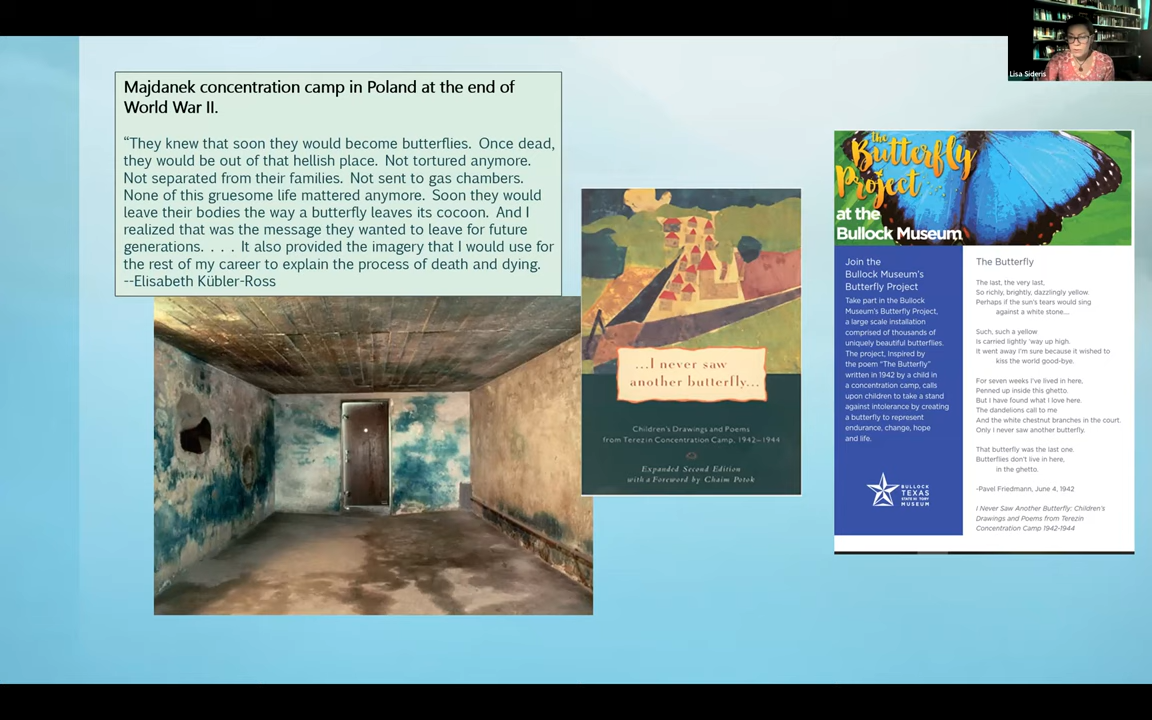 Lisa Sideris
Majdanek concentration camp in Poland at the end of
World War II.
“They knew that soon they would become butterflies. Once dead,
they would be out of that hellish place. Not tortured anymore.
Not separated from their families. Not sent to gas chambers.
None of this gruesome life mattered anymore. Soon they would
leave their bodies the way a butterfly leaves its cocoon. And I
realized that was the message they wanted to leave for future
generations. . . . It also provided the imagery that I would use for
the rest of my career to explain the process of death and dying.
--Elisabeth Kübler-Ross
...I never saw
another butterfly...
Children's Drawings and Poems
from Terezín Concentration Camp, 1942–1944
Expanded Second Edition
with a Foreword by Chaim Potok
the
Butterfly
Project
at the
Bullock Museum
Join the
Bullock Museum's
Butterfly Project
Take part in the Bullock
Museum's Butterfly Project,
a large scale installation
comprised of thousands of
uniquely beautiful butterflies.
The project, Inspired by
the poem “The Butterfly”
written in 1942 by a child in
a concentration camp, calls
upon children to take a stand
against intolerance by creating
a butterfly to represent
endurance, change, hope
and life.
BULLOCK
TEXAS
STATE HISTORY
MUSEUM
The Butterfly
The last, the very last,
So richly, brightly, dazzlingly yellow.
Perhaps if the sun's tears would sing
against a white stone....
Such, such a yellow
Is carried lightly 'way up high.
It went away I'm sure because it wished to
kiss the world good-bye.
For seven weeks I've lived in here,
Penned up inside this ghetto.
But I have found what I love here.
The dandelions call to me
And the white chestnut branches in the court.
Only I never saw another butterfly.
That butterfly was the last one.
Butterflies don't live in here,
in the ghetto.
-Pavel Friedmann, June 4, 1942
I Never Saw Another Butterfly: Children's
Drawings and Poems from Terezin
Concentration Camp 1942-1944